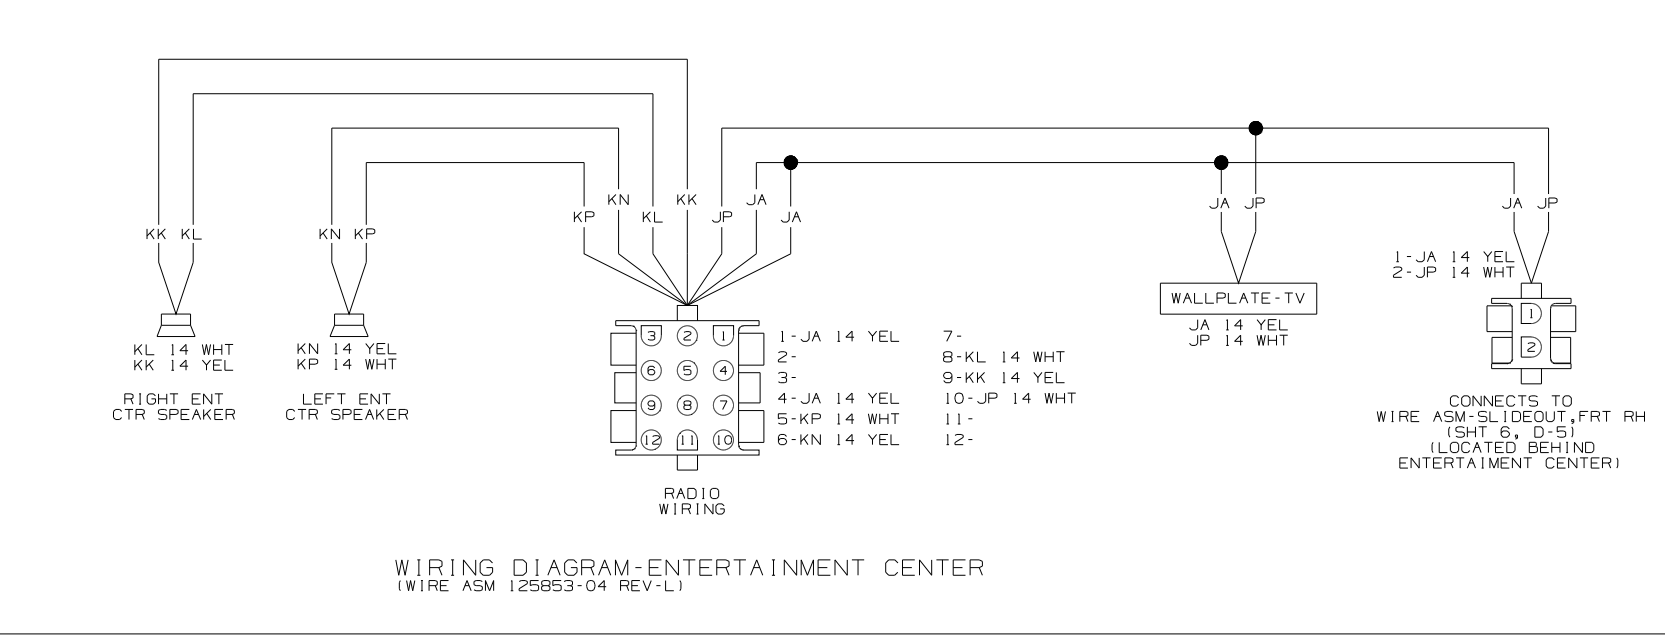 KK KL
KN KP
KP
KN
KL
KK
JP
JA
JA
JA JP
JA JP
KL 14 WHT
KK 14 YEL
RIGHT ENT
CTR SPEAKER
KN 14 YEL
KP 14 WHT
LEFT ENT
CTR SPEAKER
3 2 1
6 5 4
9 8 7
12 11 10
1-JA 14 YEL
2-
3-
4-JA 14 YEL
5-KP 14 WHT
6-KN 14 YEL
7-
8-KL 14 WHT
9-KK 14 YEL
10-JP 14 WHT
11-
12-
RADIO
WIRING
WALLPLATE-TV
JA 14 YEL
JP 14 WHT
1-JA 14 YEL
2-JP 14 WHT
1
2
CONNECTS TO
WIRE ASM-SLIDEOUT,FRT RH
(SHT 6, D-5)
(LOCATED BEHIND
ENTERTAIMENT CENTER)
WIRING DIAGRAM-ENTERTAINMENT CENTER
(WIRE ASM 125853-04 REV-L)